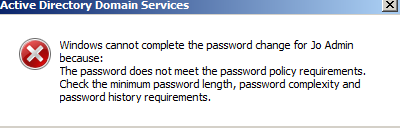 Active Directory Domain Services
Windows cannot complete the password change for Jo Admin
because:
The password does not meet the password policy requirements.
Check the minimum password length, password complexity and
password history requirements.